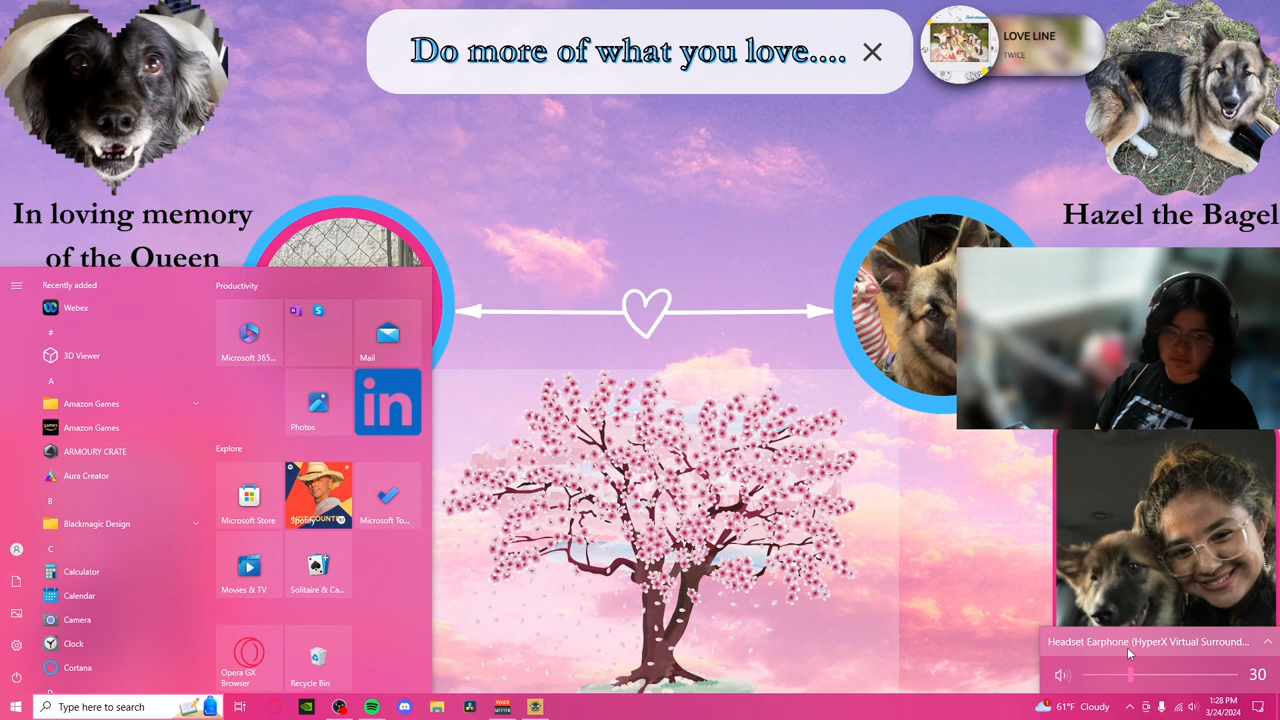 Do more of what you love....
LOVE LINE
TWICE
In loving memory
of the Queen
Hazel the Bagel
Recently added
Webex
#
3D Viewer
A
Amazon Games
Amazon Games
ARMOURY CRATE
Aura Creator
B
Blackmagic Design
C
Calculator
Calendar
Camera
Clock
Cortana
Productivity
Microsoft 365...
Mail
Photos
in
Explore
Microsoft Store
Spotify
Microsoft To...
Movies & TV
Solitaire & Ca...
Opera GX
Browser
Recycle Bin
Headset Earphone (HyperX Virtual Surround...
30
Type here to search
61°F Cloudy
1:28 PM
3/24/2024